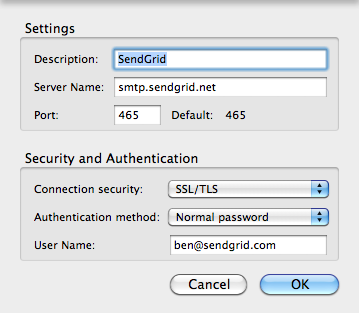 Settings
Description: SendGrid
Server Name: smtp.sendgrid.net
Port: 465 Default: 465
Security and Authentication
Connection security: SSL/TLS
Authentication method: Normal password
User Name: ben@sendgrid.com
Cancel OK